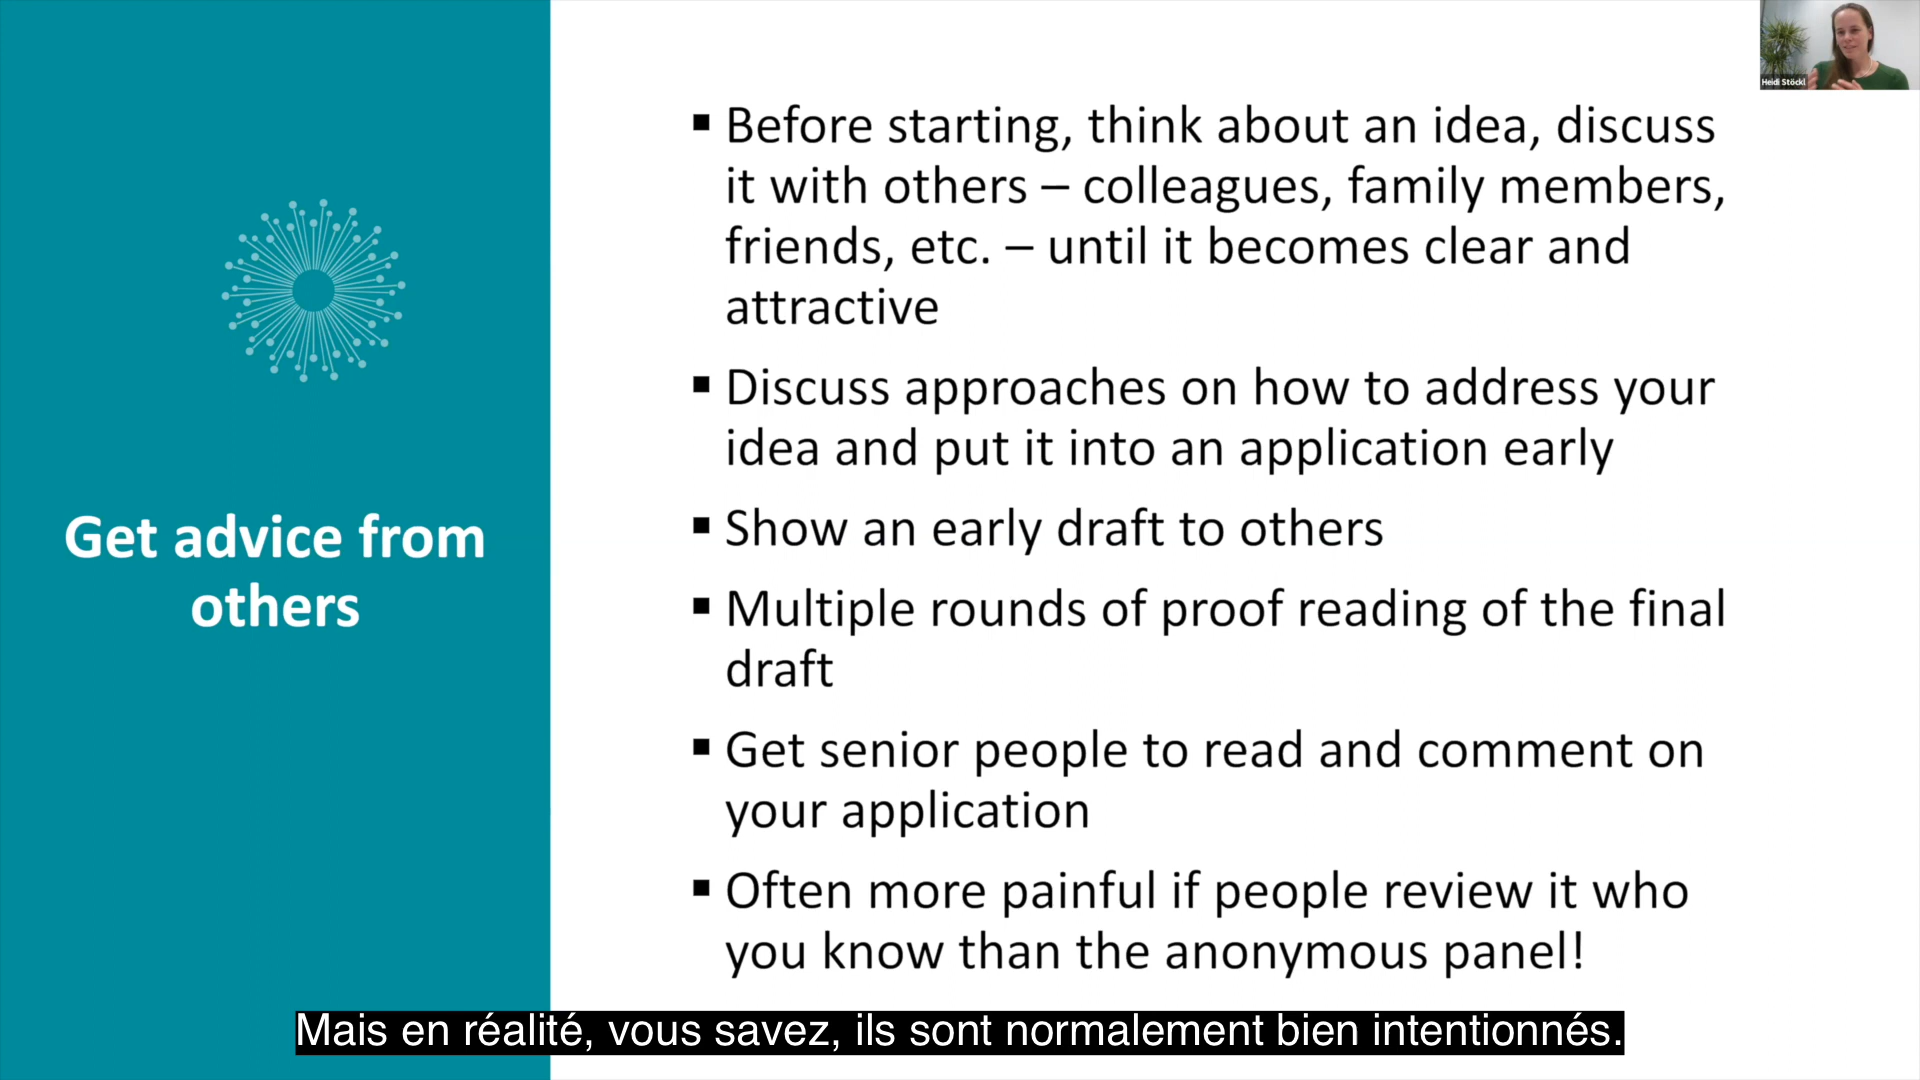 Get advice from
others
▪ Before starting, think about an idea, discuss
it with others – colleagues, family members,
friends, etc. – until it becomes clear and
attractive
▪ Discuss approaches on how to address your
idea and put it into an application early
▪ Show an early draft to others
▪ Multiple rounds of proof reading of the final
draft
▪ Get senior people to read and comment on
your application
▪ Often more painful if people review it who
you know than the anonymous panel!
Heidi Stöckl
Mais en réalité, vous savez, ils sont normalement bien intentionnés.